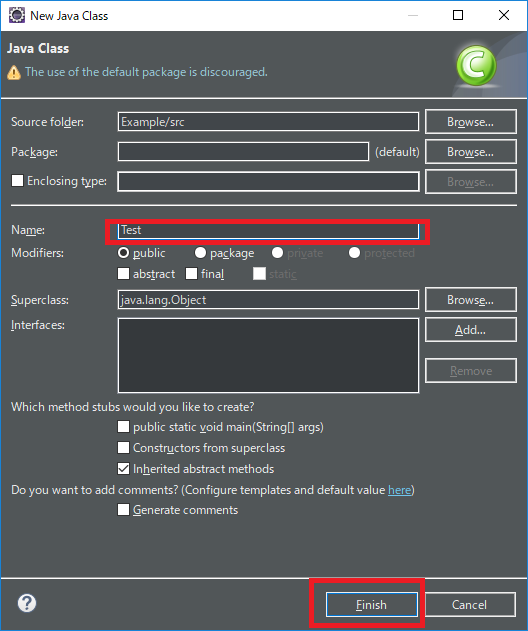 New Java Class
Java Class
The use of the default package is discouraged.
C
Source folder: Example/src Browse...
Package: (default) Browse...
Enclosing type: Browse...
Name: Test
Modifiers: public package private protected
abstract final static
Superclass: java.lang.Object Browse...
Interfaces: Add...
Remove
Which method stubs would you like to create?
public static void main(String[] args)
Constructors from superclass
Inherited abstract methods
Do you want to add comments? (Configure templates and default value here)
Generate comments
? Finish Cancel